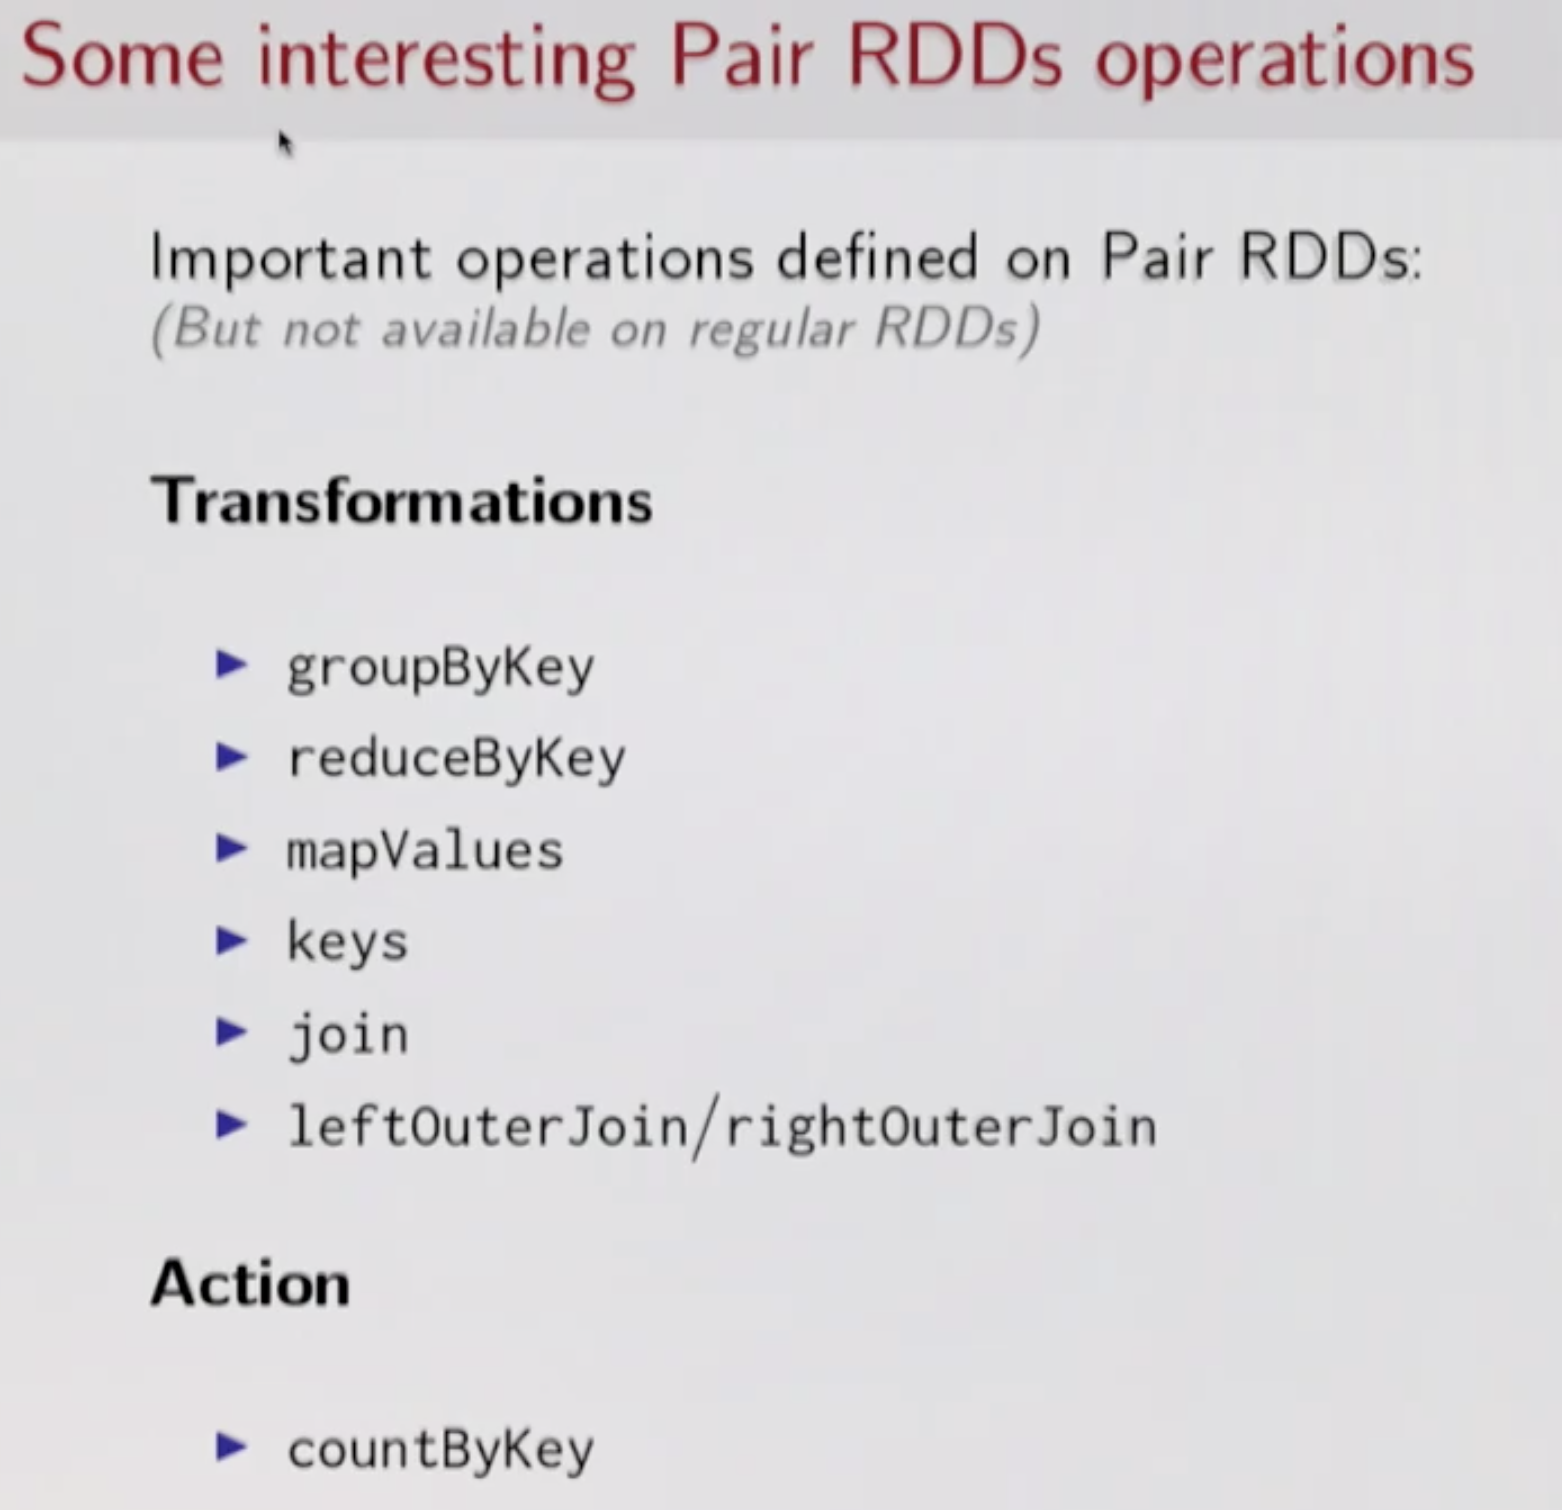 Some interesting Pair RDDs operations
Important operations defined on Pair RDDs:
(But not available on regular RDDs)
Transformations
groupByKey
reduceByKey
mapValues
keys
join
leftOuterJoin/rightOuterJoin
Action
countByKey